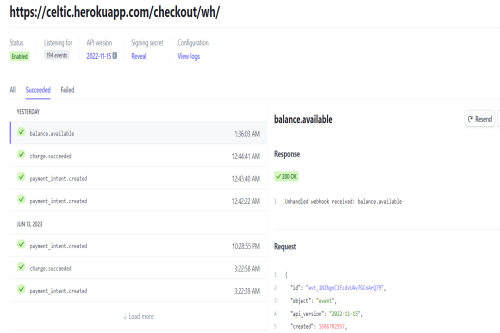 https://celtic.herokuapp.com/checkout/wh/
Status Listening for API version Signing secret Configuration
Enabled 194 events 2022-11-15 Reveal View logs
All Succeeded Failed
YESTERDAY
balance.available 1:36:03 AM
charge.succeeded 12:44:41 AM
payment_intent.created 12:43:40 AM
payment_intent.created 12:42:22 AM
JUN 13, 2023
payment_intent.created 10:28:55 PM
charge.succeeded 3:22:58 AM
payment_intent.created 3:22:39 AM
Load more
balance.available Resend
Response
200 OK
1 Unhandled webhook received: balance.available
Request
1 {
2 "id":
3 "object": "event",
4 "api_version": "2022-11-15",
5 "created":